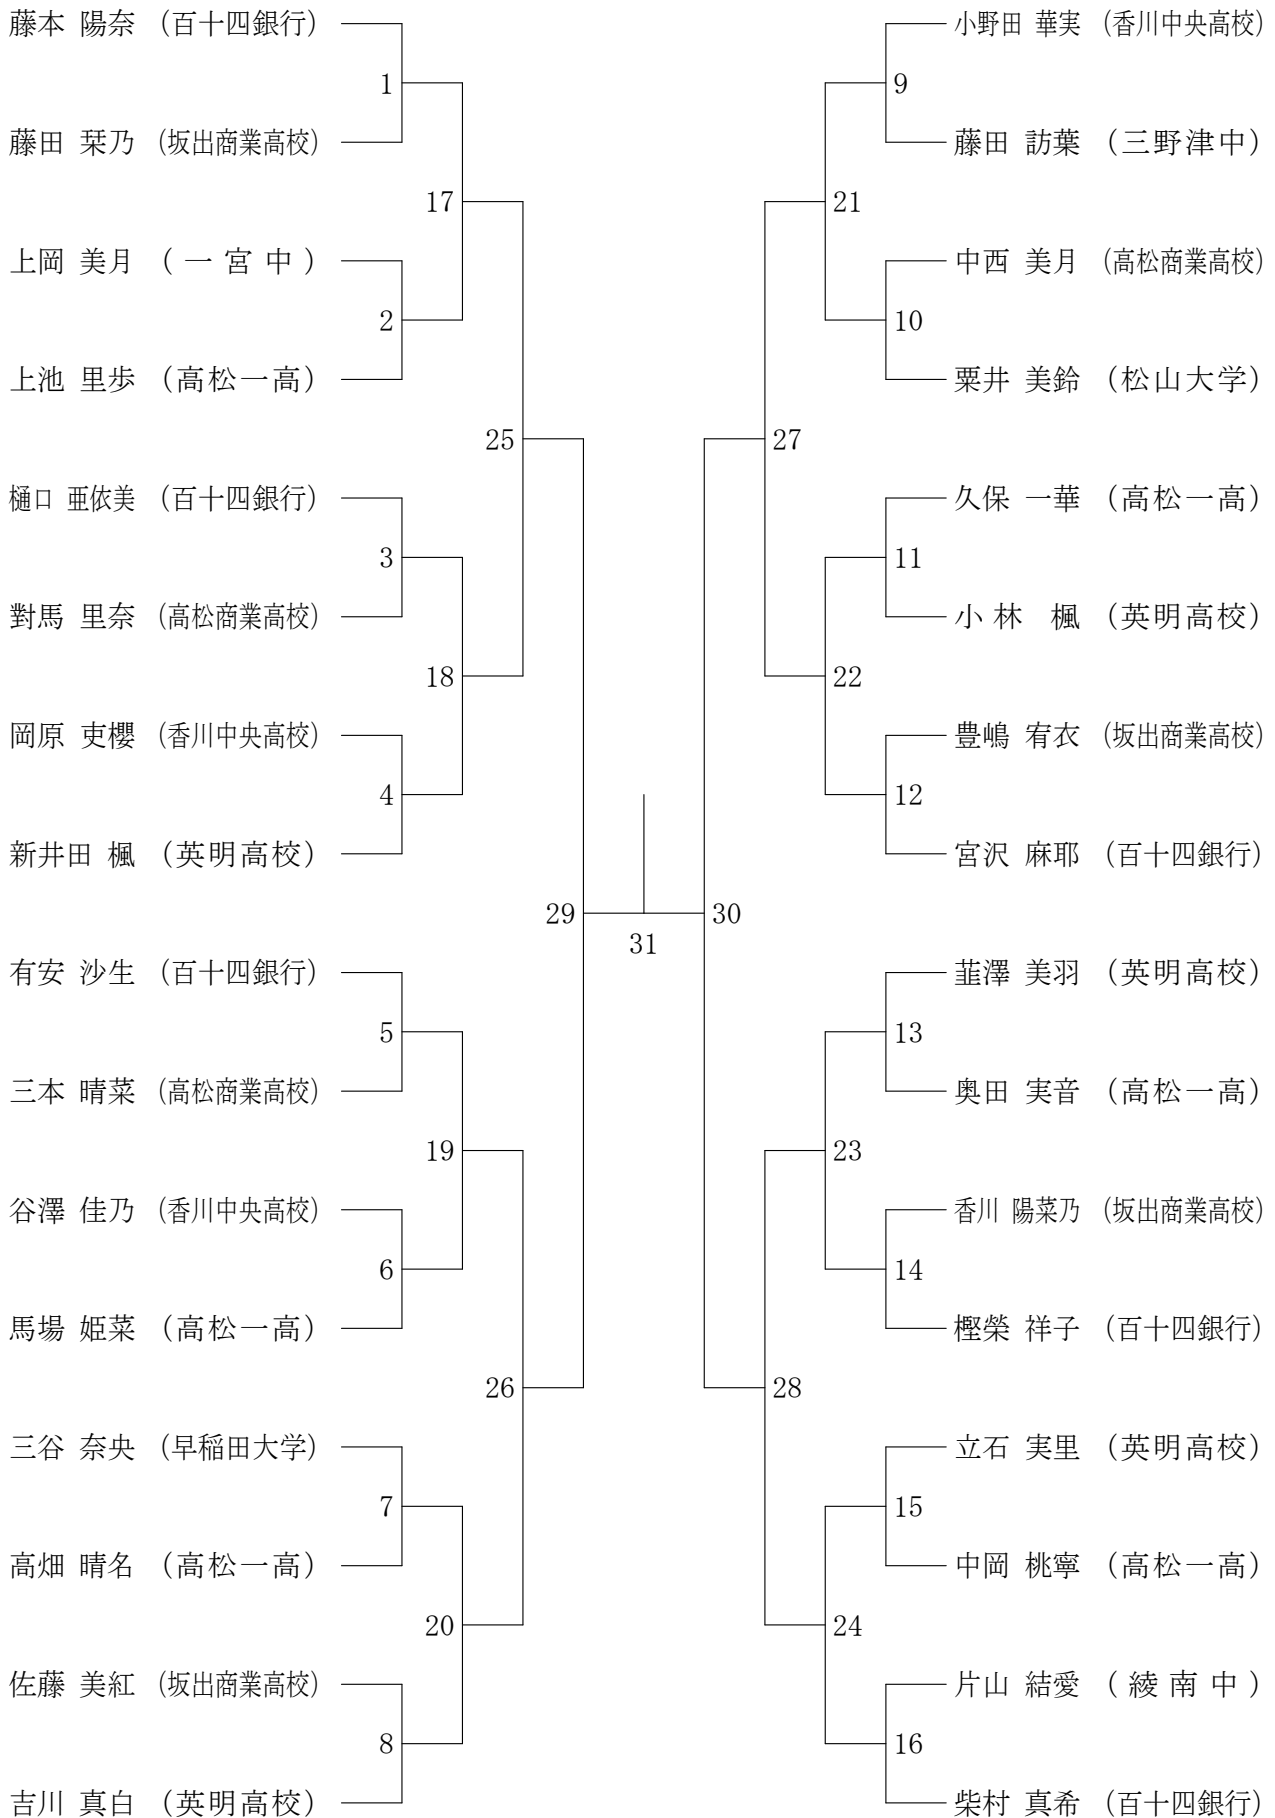 藤本 陽奈 (百十四銀行)
1
藤田 栞乃 (坂出商業高校)
17
上岡 美月 (一宮中)
2
上池 里歩 (高松一高)
25
樋口 亜依美 (百十四銀行)
3
對馬 里奈 (高松商業高校)
18
岡原 吏櫻 (香川中央高校)
4
新井田 楓 (英明高校)
29
有安 沙生 (百十四銀行)
5
三本 晴菜 (高松商業高校)
19
谷澤 佳乃 (香川中央高校)
6
馬場 姫菜 (高松一高)
26
三谷 奈央 (早稲田大学)
7
高畑 晴名 (高松一高)
20
佐藤 美紅 (坂出商業高校)
8
吉川 真白 (英明高校)
31
小野田 華実 (香川中央高校)
9
藤田 訪葉 (三野津中)
21
中西 美月 (高松商業高校)
10
粟井 美鈴 (松山大学)
27
久保 一華 (高松一高)
11
小林 楓 (英明高校)
22
豊嶋 宥衣 (坂出商業高校)
12
宮沢 麻耶 (百十四銀行)
30
韮澤 美羽 (英明高校)
13
奥田 実音 (高松一高)
23
香川 陽菜乃 (坂出商業高校)
14
樫榮 祥子 (百十四銀行)
28
立石 実里 (英明高校)
15
中岡 桃寧 (高松一高)
24
片山 結愛 (綾南中)
16
柴村 真希 (百十四銀行)